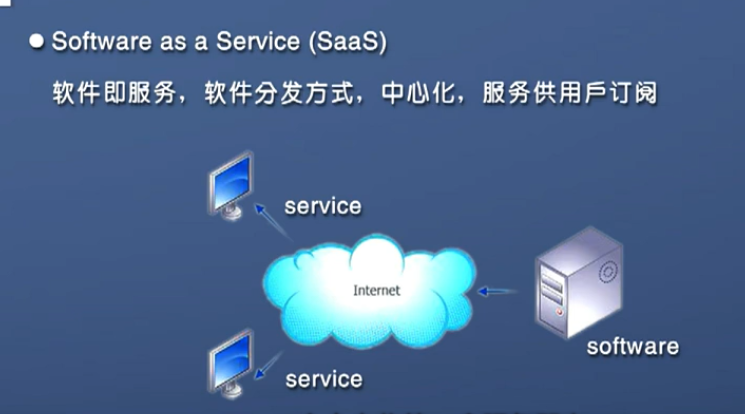 Software as a Service (SaaS)
软件即服务，软件分发方式，中心化，服务供用戶订阅
service
Internet
software
service